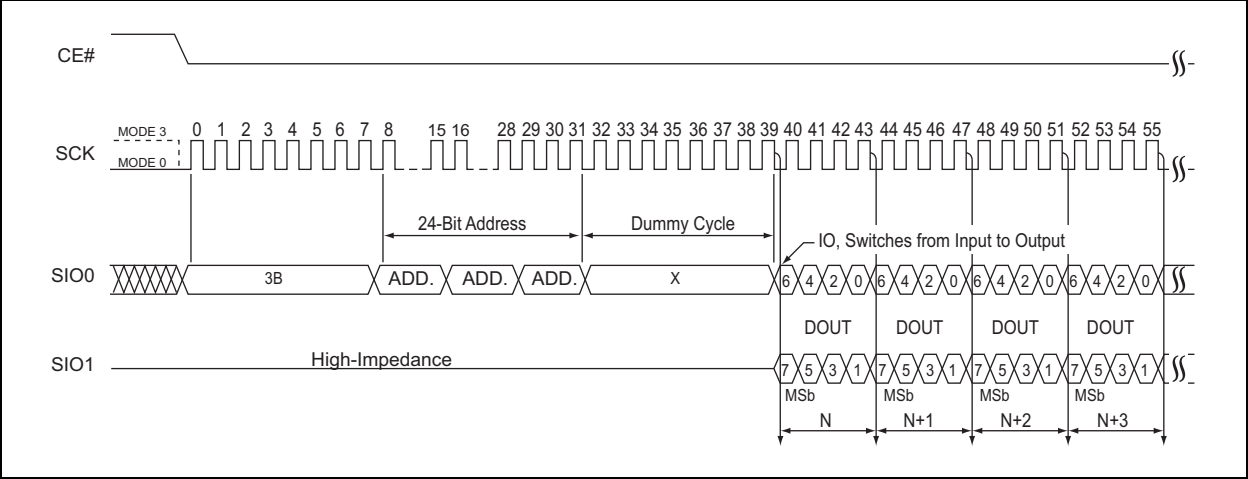 CE#
MODE 3
0 1 2 3 4 5 6 7 8 15 16 28 29 30 31 32 33 34 35 36 37 38 39 40 41 42 43 44 45 46 47 48 49 50 51 52 53 54 55
SCK
MODE 0
24-Bit Address
Dummy Cycle
IO, Switches from Input to Output
SIO0
3B ADD. ADD. ADD. X 6 4 2 0 6 4 2 0 6 4 2 0 6 4 2 0
DOUT DOUT DOUT DOUT
SIO1
High-Impedance
7 5 3 1 7 5 3 1 7 5 3 1 7 5 3 1
MSb MSb MSb MSb
N N+1 N+2 N+3